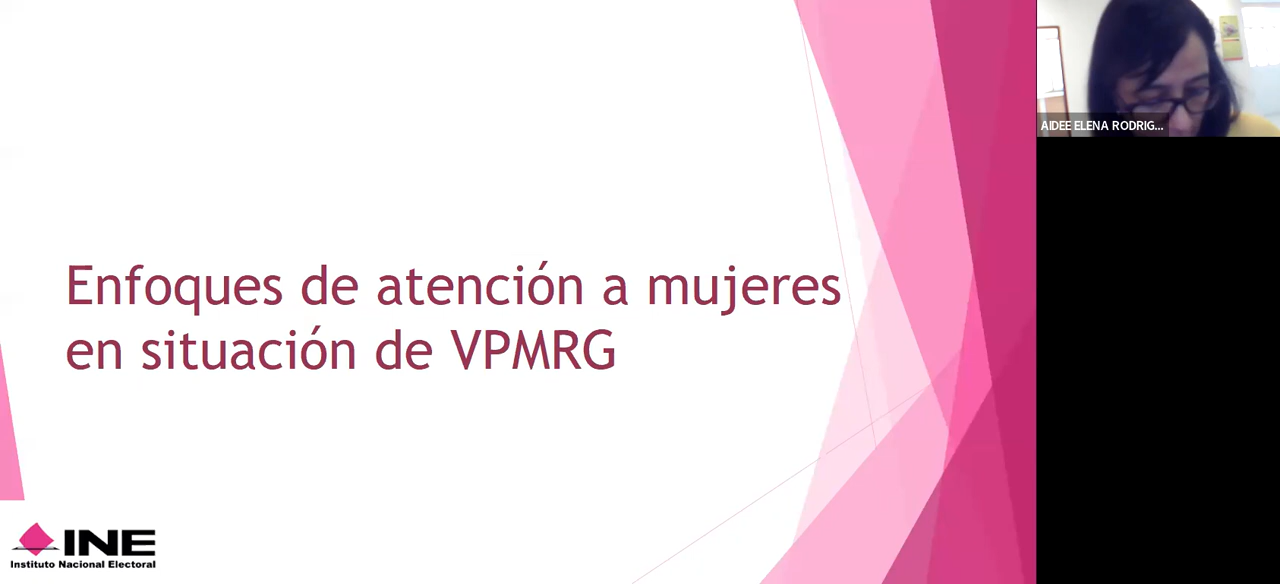 Enfoques de atención a mujeres
en situación de VPMRG
INE
Instituto Nacional Electoral
AIDEE ELENA RODRIG...